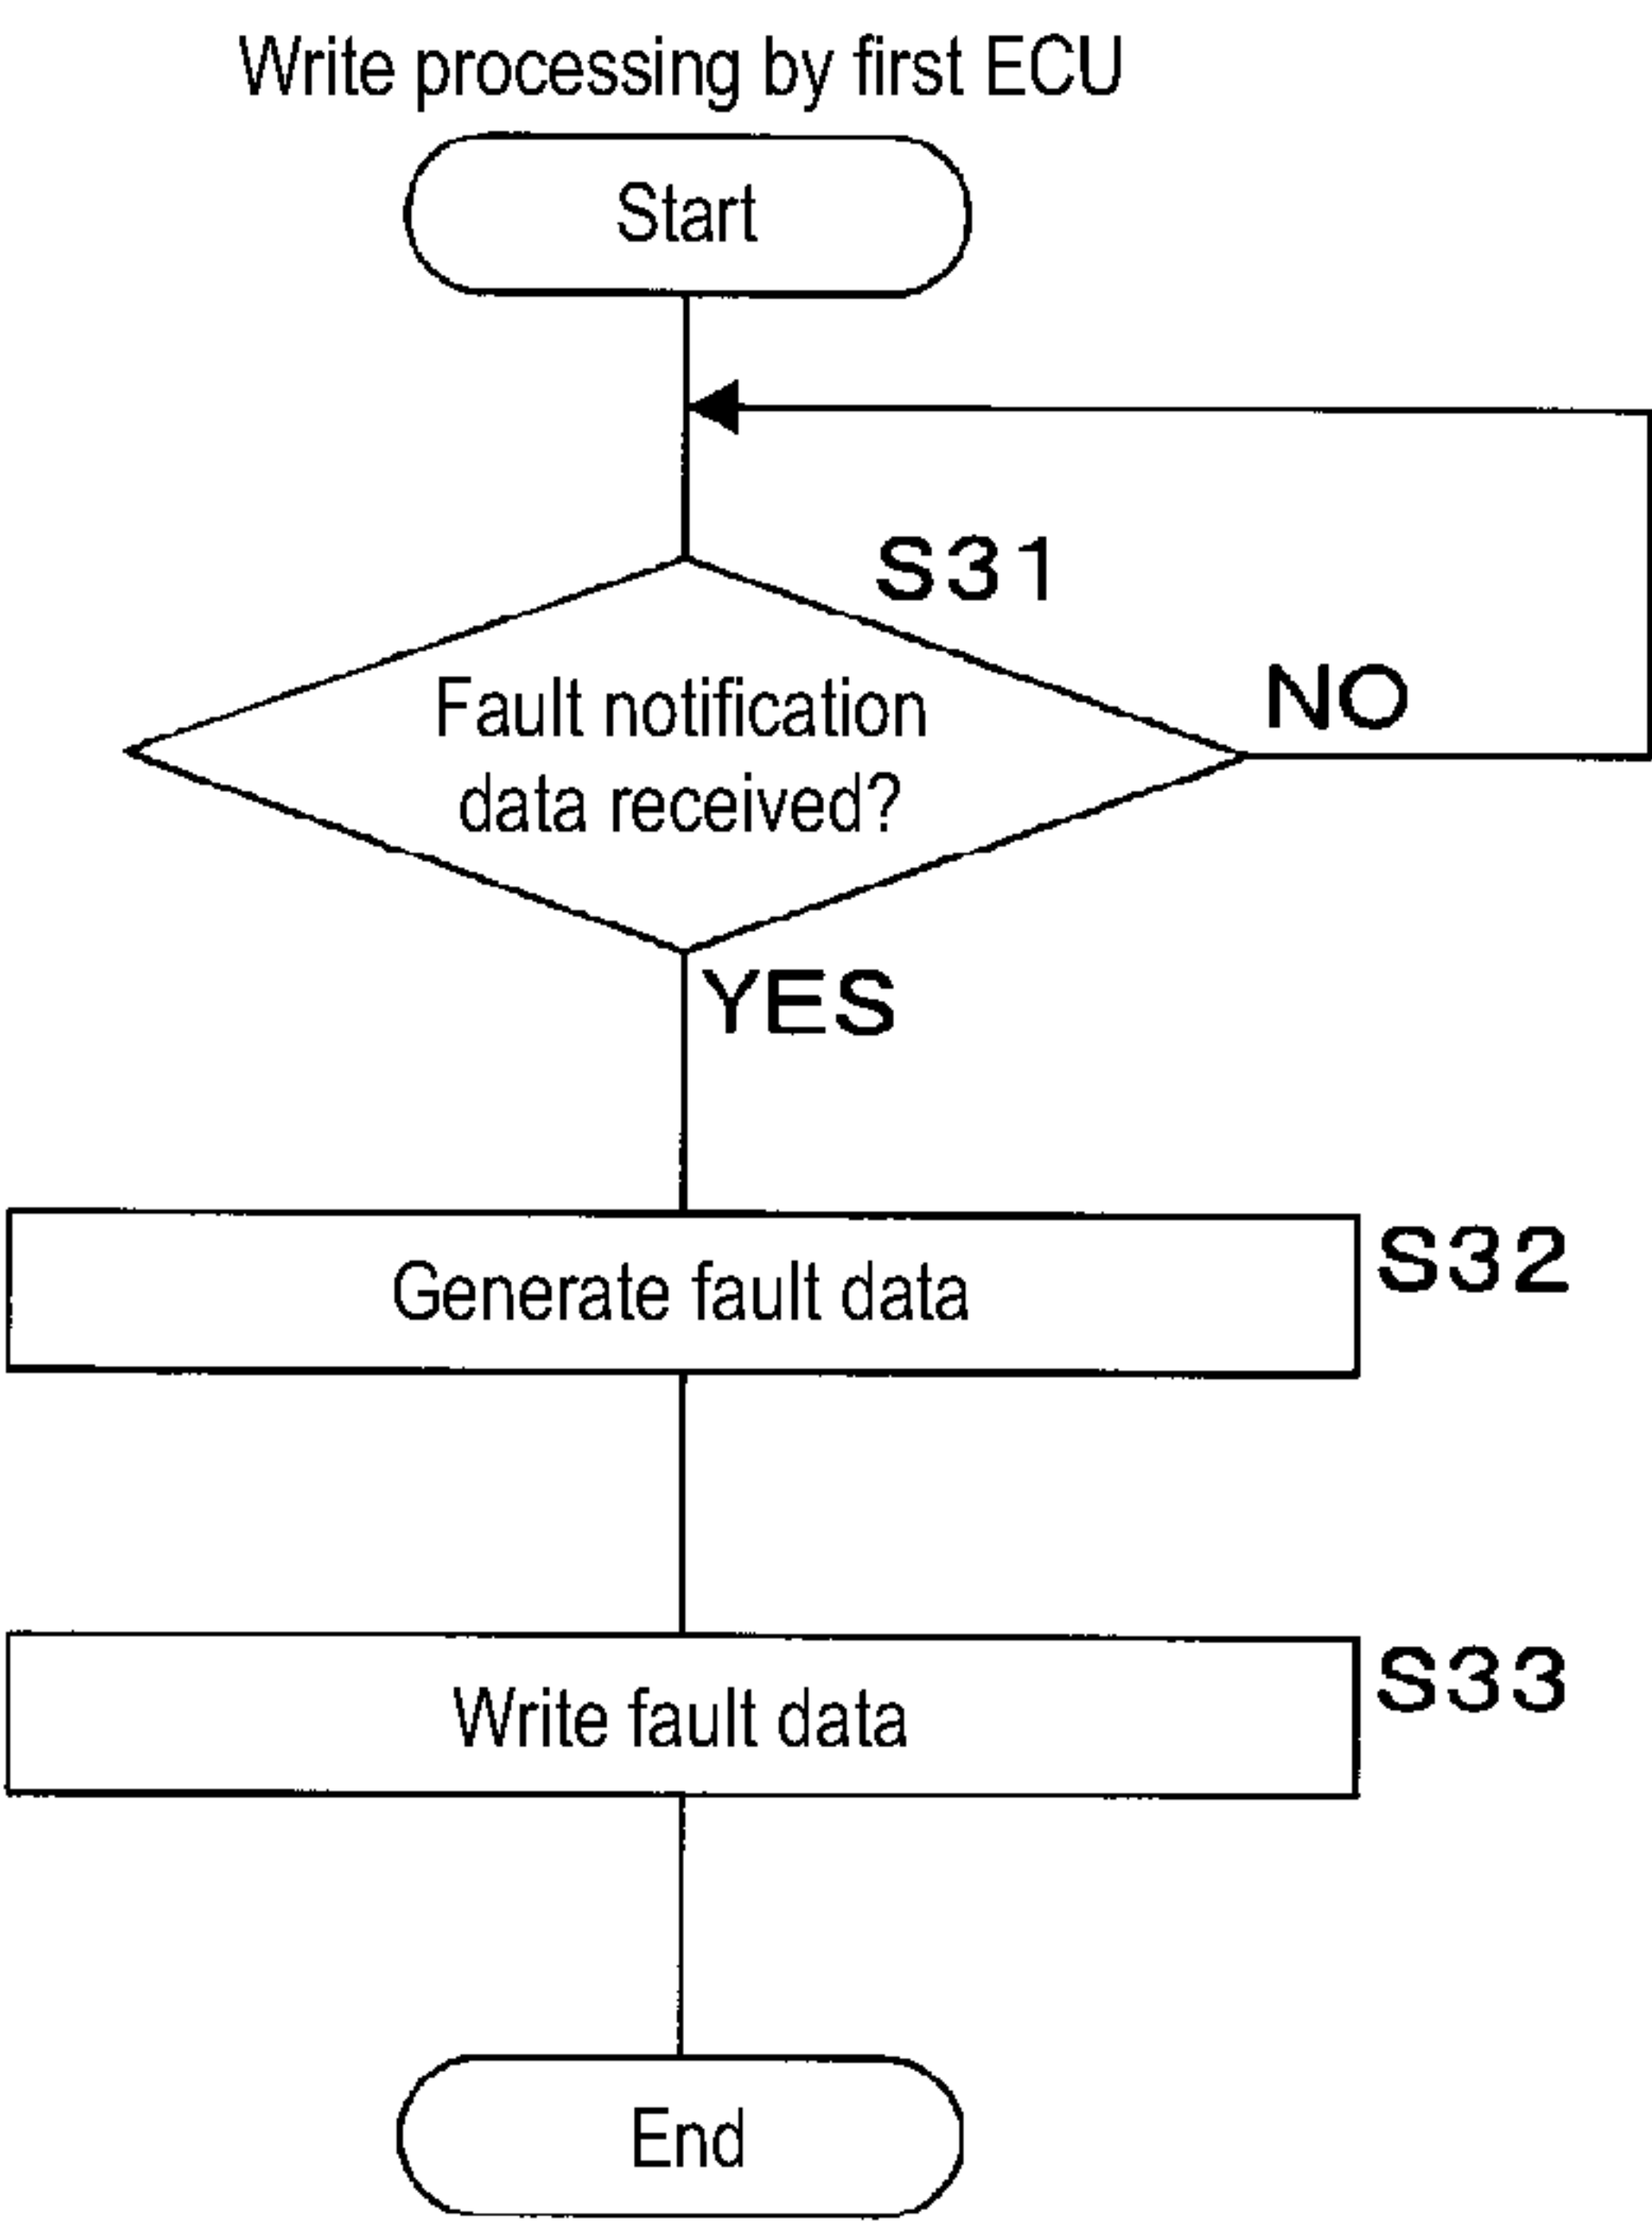 Write processing by first ECU
Start
S31
Fault notification
data received?
NO
YES
Generate fault data
S32
Write fault data
S33
End